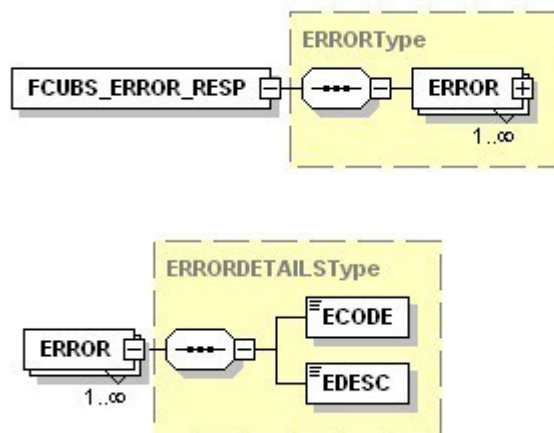 ERRORType
FCUBS_ERROR_RESP
ERROR
1..∞
ERRORDETAILSType
ECODE
ERROR
1..∞
EDESC